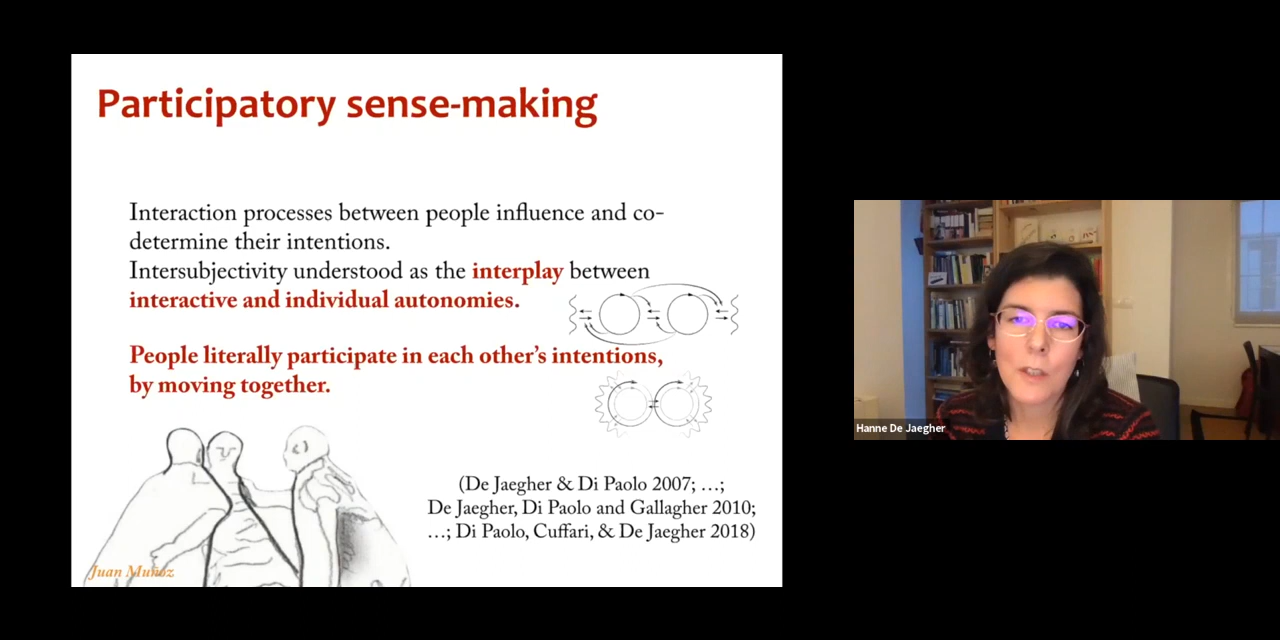 Participatory sense-making
Interaction processes between people influence and co-
determine their intentions.
Intersubjectivity understood as the interplay between
interactive and individual autonomies.
People literally participate in each other's intentions,
by moving together.
(De Jaegher & Di Paolo 2007; …;
De Jaegher, Di Paolo and Gallagher 2010;
…; Di Paolo, Cuffari, & De Jaegher 2018)
Juan Muñoz
Hanne De Jaegher